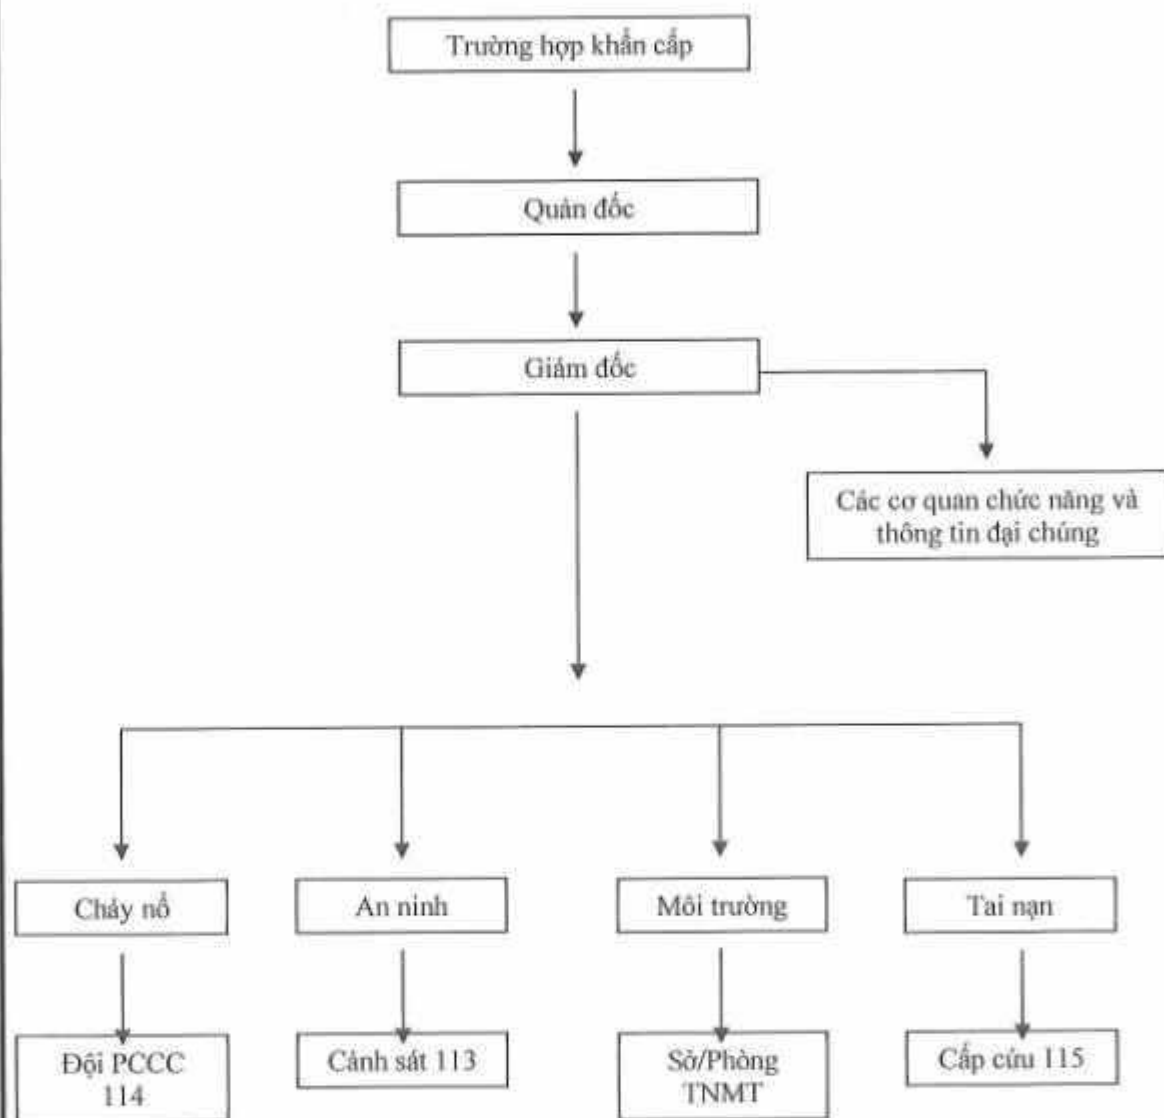 Trường hợp khẩn cấp
Quản đốc
Giám đốc
Các cơ quan chức năng và
thông tin đại chúng
Cháy nổ
An ninh
Môi trường
Tai nạn
Đội PCCC
114
Cảnh sát 113
Sở/Phòng
TNMT
Cấp cứu 115